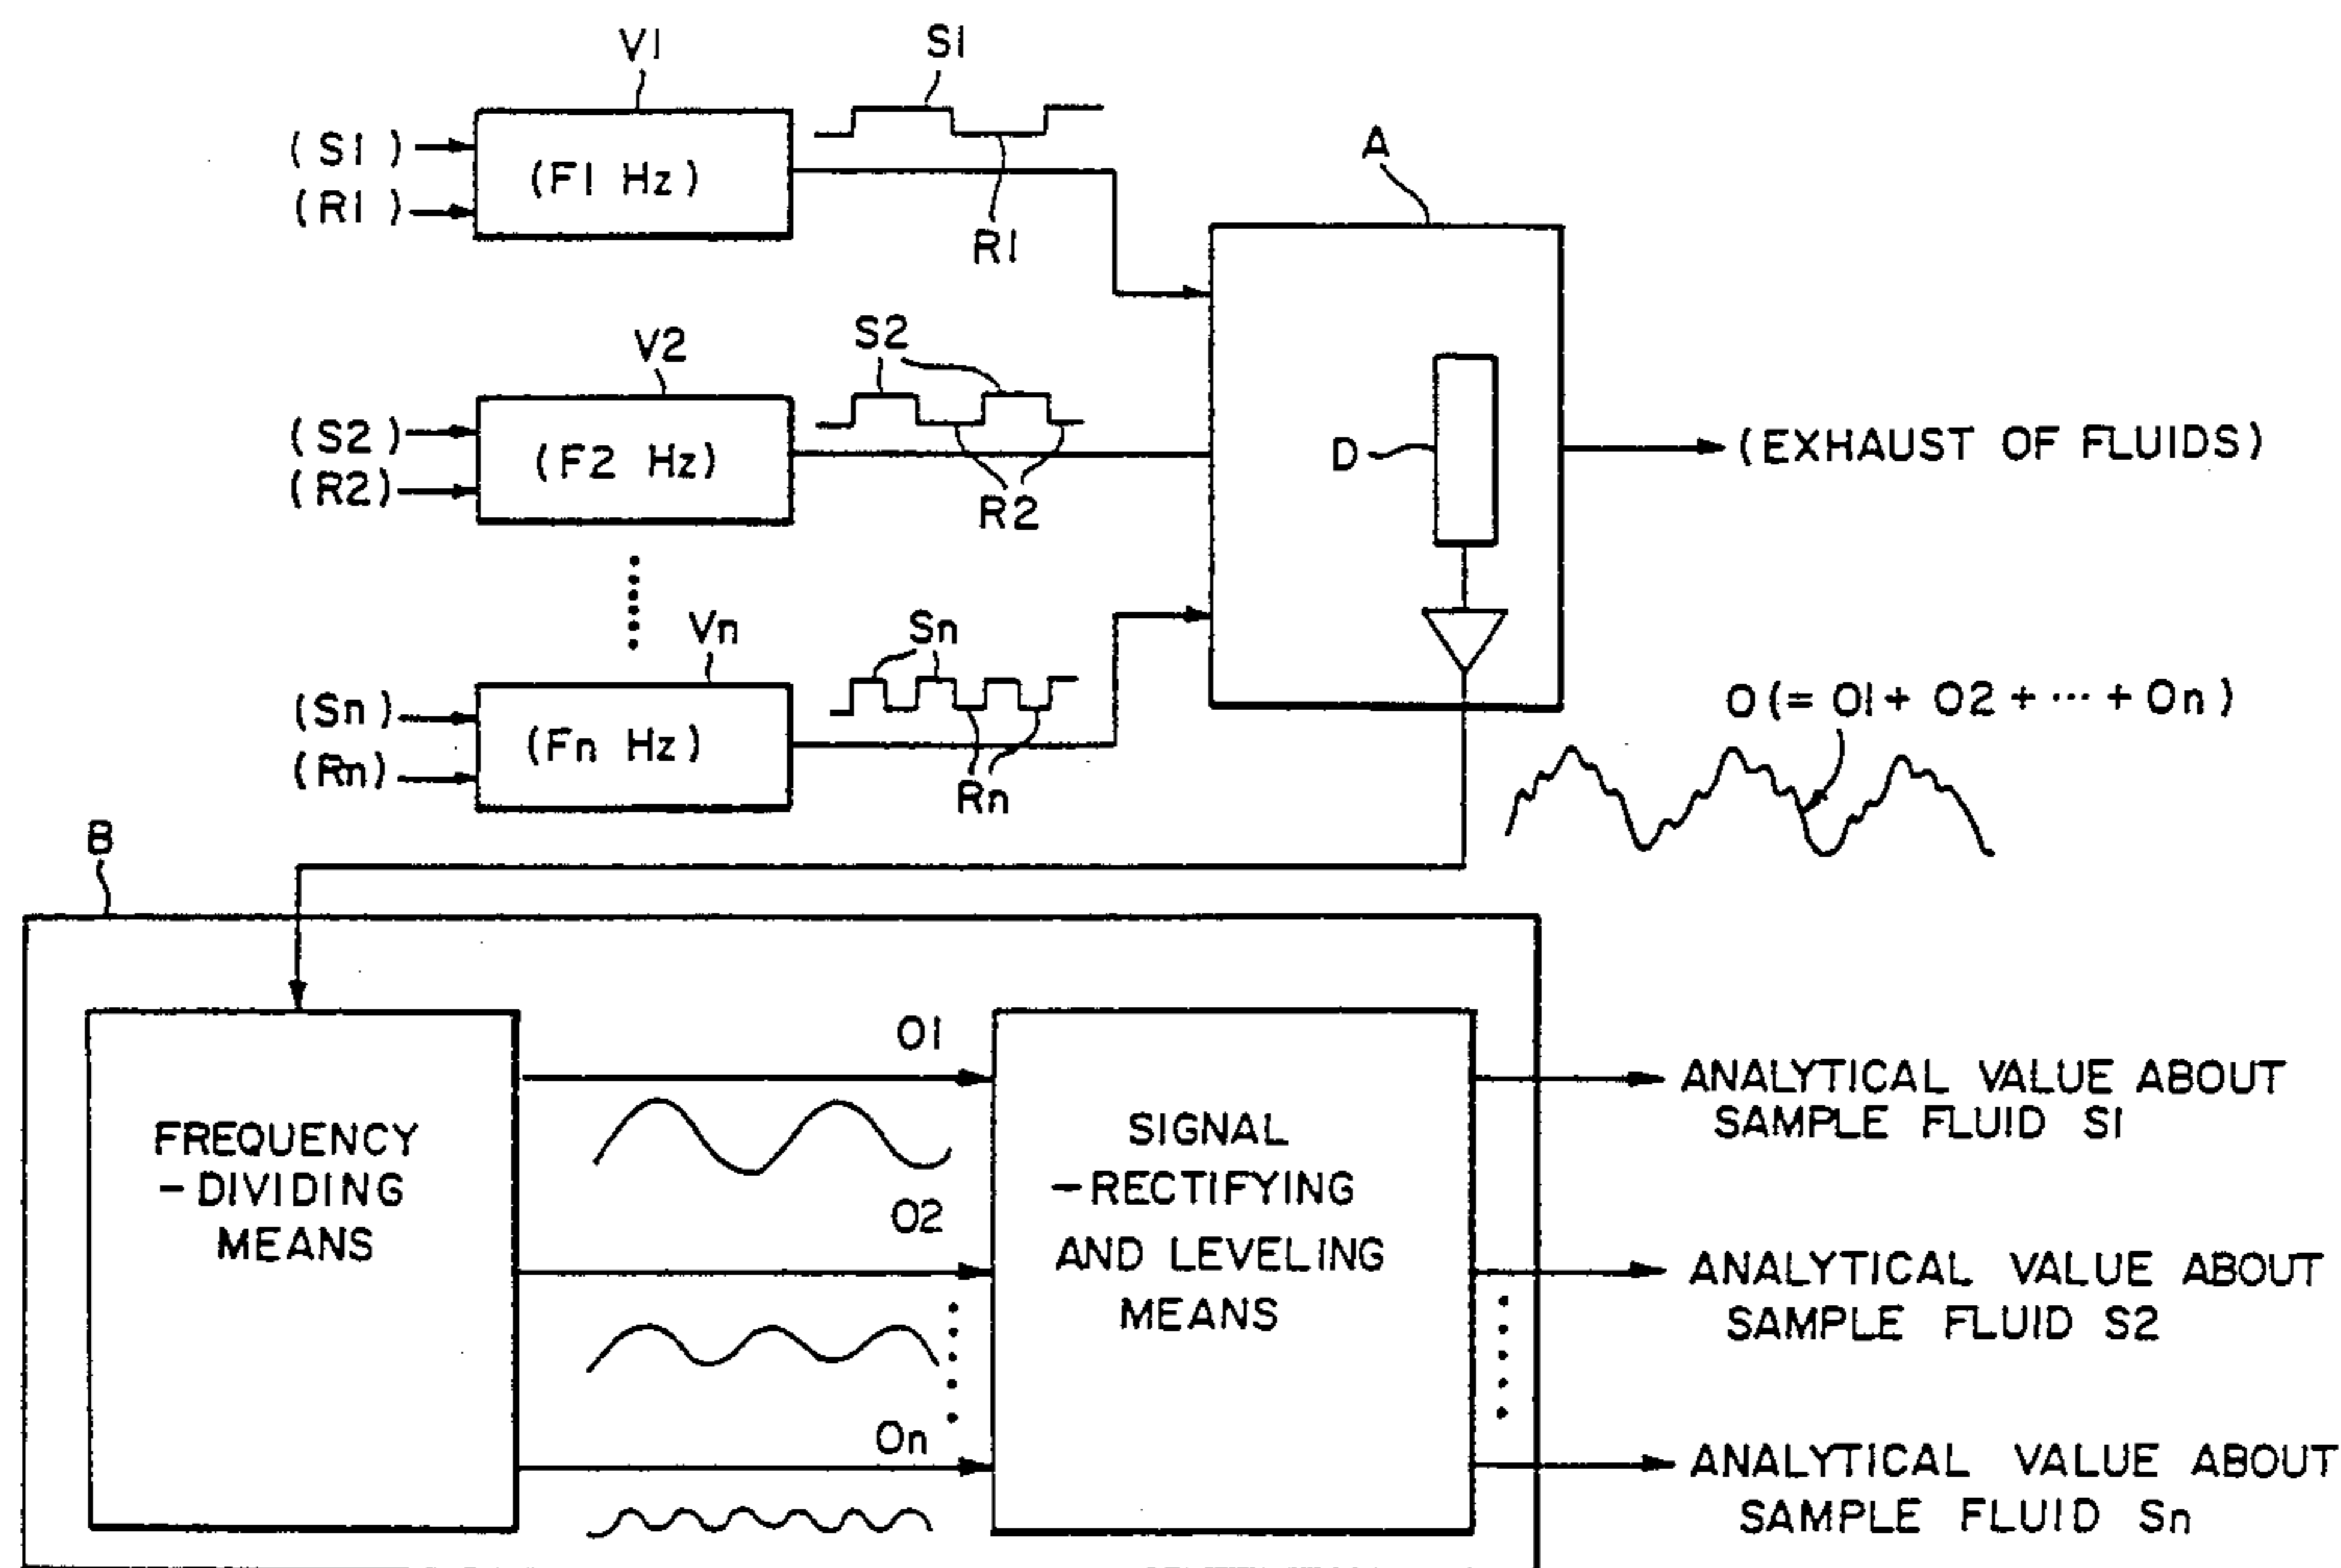 V1
S1
(S1)
(R1)
(F1 Hz)
R1
A
V2
S2
(S2)
(R2)
(F2 Hz)
R2
D
(EXHAUST OF FLUIDS)
Vn
Sn
(Sn)
(Rn)
(Fn Hz)
Rn
O (= O1 + O2 + ··· + On)
B
FREQUENCY
-DIVIDING
MEANS
O1
O2
On
SIGNAL
-RECTIFYING
AND LEVELING
MEANS
ANALYTICAL VALUE ABOUT
SAMPLE FLUID S1
ANALYTICAL VALUE ABOUT
SAMPLE FLUID S2
ANALYTICAL VALUE ABOUT
SAMPLE FLUID Sn